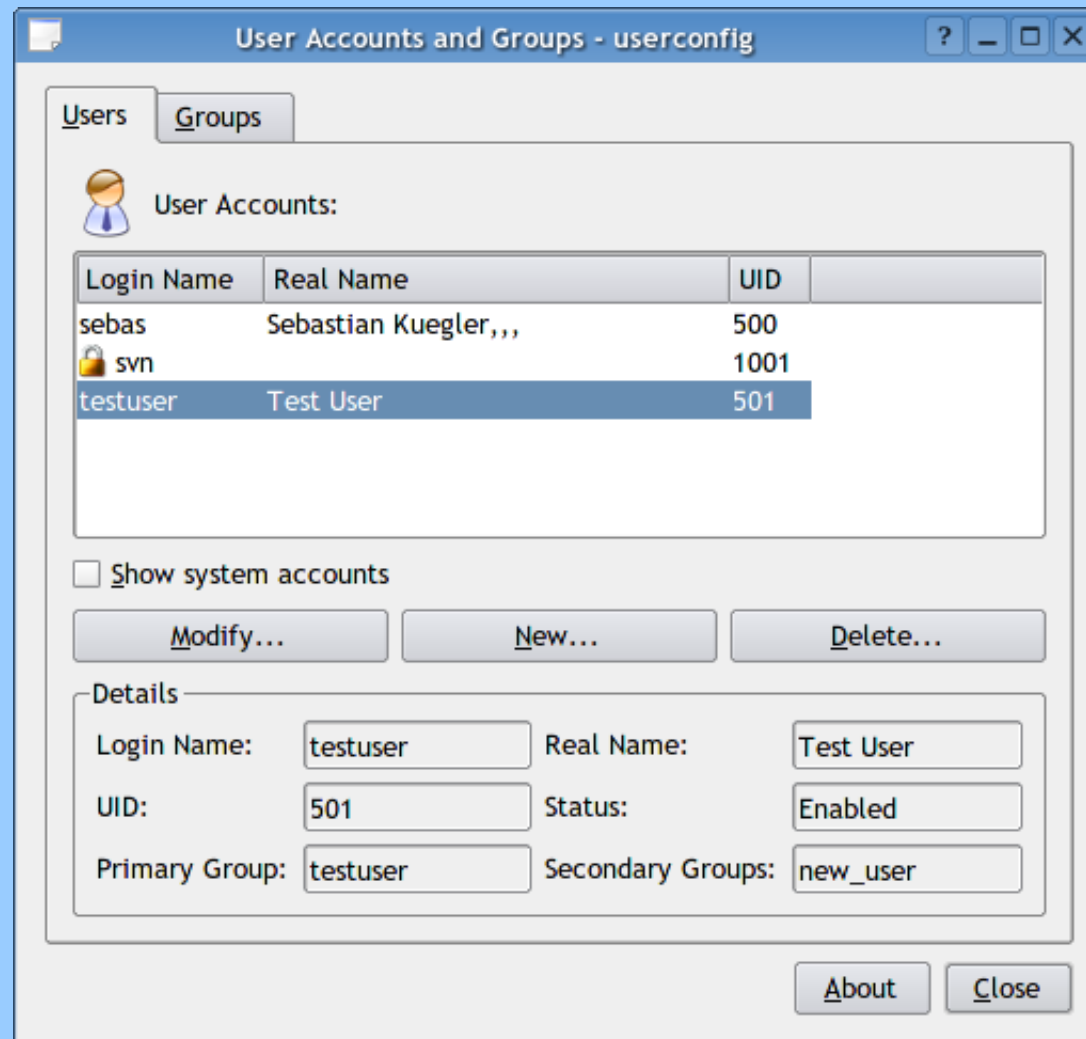 User Accounts and Groups - userconfig
Users Groups
User Accounts:
Login Name Real Name UID
sebas Sebastian Kuegler,,, 500
svn 1001
testuser Test User 501
Show system accounts
Modify... New... Delete...
Details
Login Name: testuser Real Name: Test User
UID: 501 Status: Enabled
Primary Group: testuser Secondary Groups: new_user
About Close